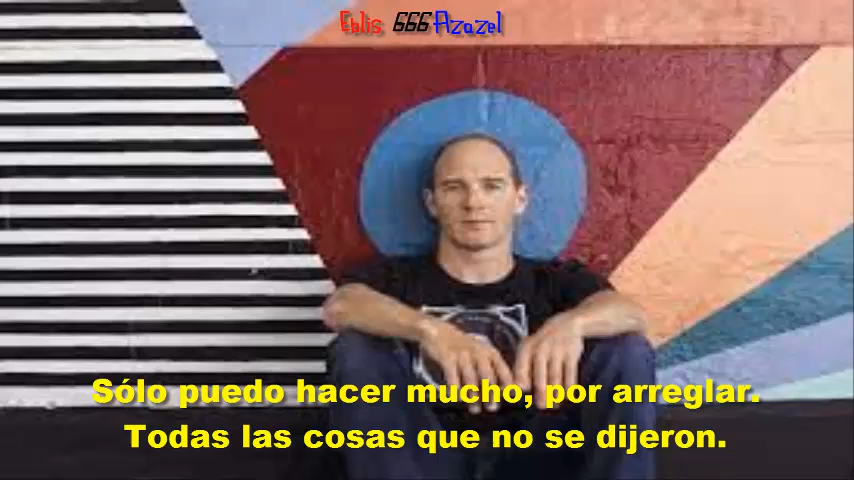 Eblis 666 Azazel
Sólo puedo hacer mucho, por arreglar.
Todas las cosas que no se dijeron.